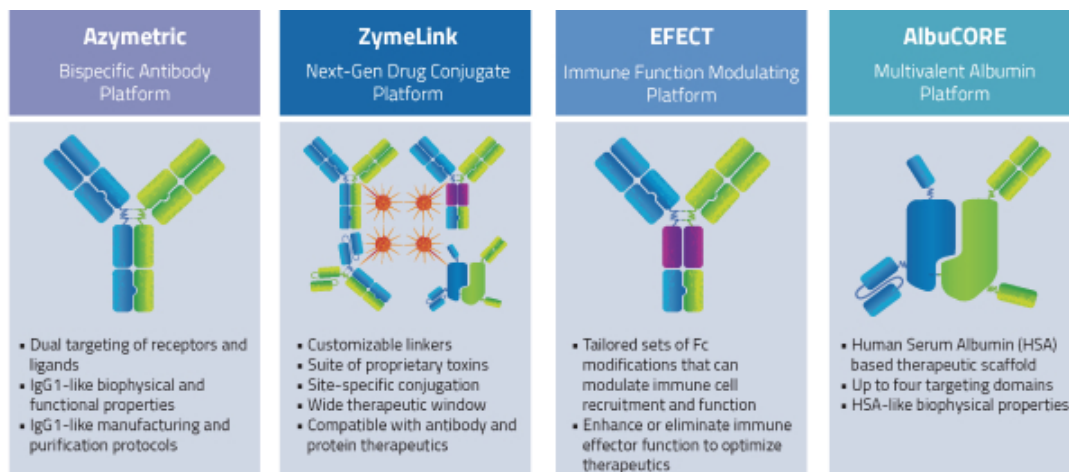 Azymetric
Bispecific Antibody
Platform
▪ Dual targeting of receptors and
ligands
▪ IgG1-like biophysical and
functional properties
▪ IgG1-like manufacturing and
purification protocols
ZymeLink
Next-Gen Drug Conjugate
Platform
▪ Customizable linkers
▪ Suite of proprietary toxins
▪ Site-specific conjugation
▪ Wide therapeutic window
▪ Compatible with antibody and
protein therapeutics
EFECT
Immune Function Modulating
Platform
▪ Tailored sets of Fc
modifications that can
modulate immune cell
recruitment and function
▪ Enhance or eliminate immune
effector function to optimize
therapeutics
AlbuCORE
Multivalent Albumin
Platform
▪ Human Serum Albumin (HSA)
based therapeutic scaffold
▪ Up to four targeting domains
▪ HSA-like biophysical properties